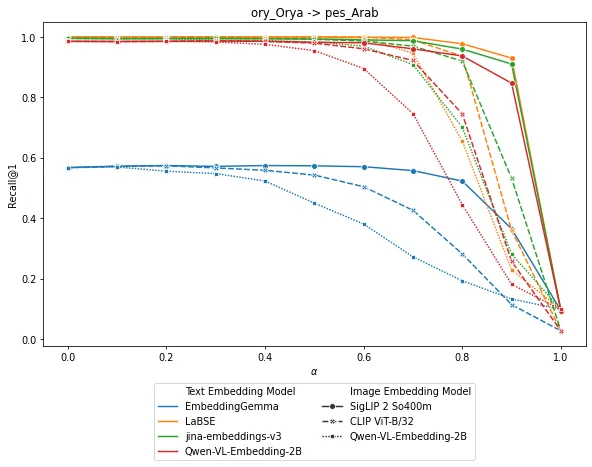 ory_Orya -> pes_Arab
Recall@1
1.0
0.8
0.6
0.4
0.2
0.0
0.0 0.2 0.4 0.6 0.8 1.0
α
Text Embedding Model Image Embedding Model
EmbeddingGemma SigLIP 2 So400m
LaBSE CLIP ViT-B/32
jina-embeddings-v3 Qwen-VL-Embedding-2B
Qwen-VL-Embedding-2B